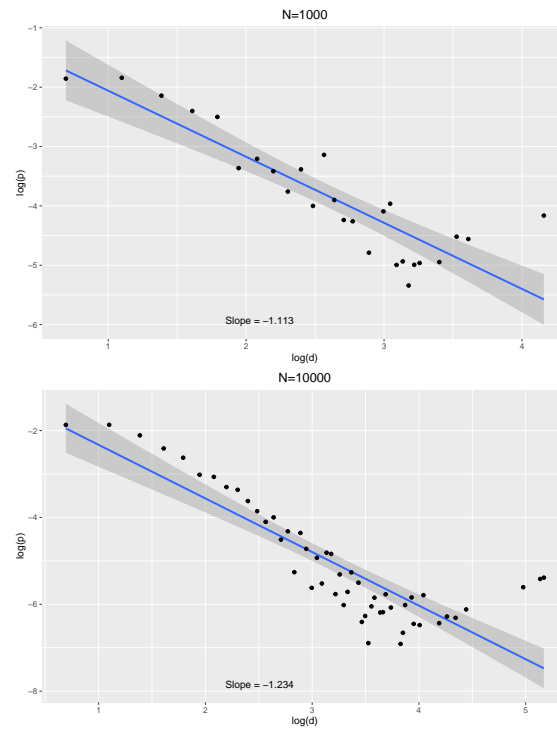 N=1000
−1
−2
−3
−4
−5
−6
log(p)
Slope = −1.113
1 2 3 4
log(d)
N=10000
−2
−4
−6
−8
log(p)
Slope = −1.234
1 2 3 4 5
log(d)